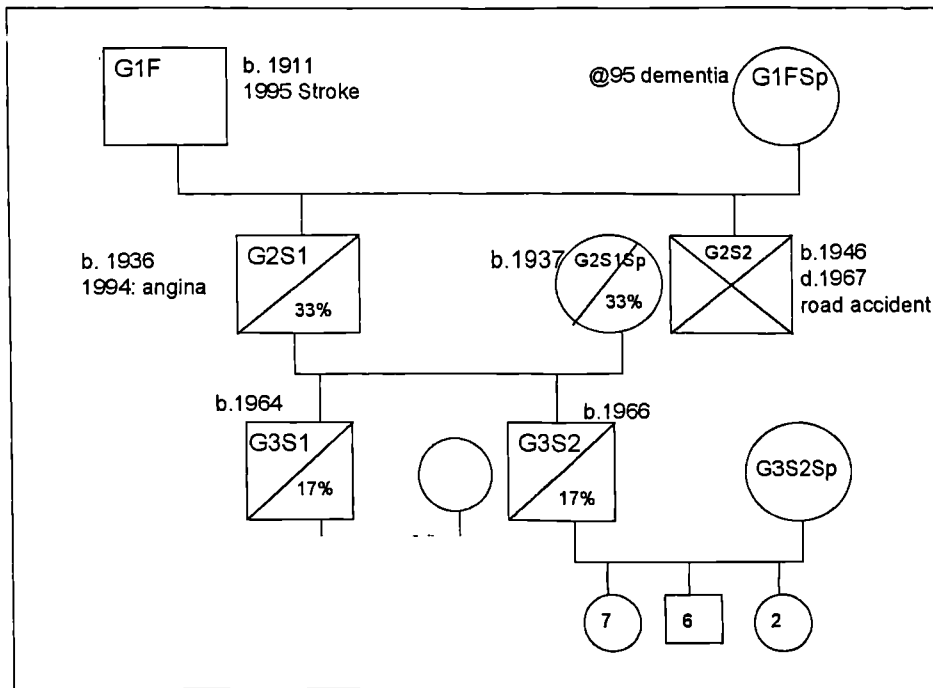 G1F
b. 1911
1995 Stroke
@95 dementia
G1FSp
b. 1936
1994: angina
G2S1
33%
b.1937
G2S1Sp
33%
G2S2
b.1946
d.1967
road accident
b.1964
G3S1
17%
b.1966
G3S2
17%
G3S2Sp
7
6
2